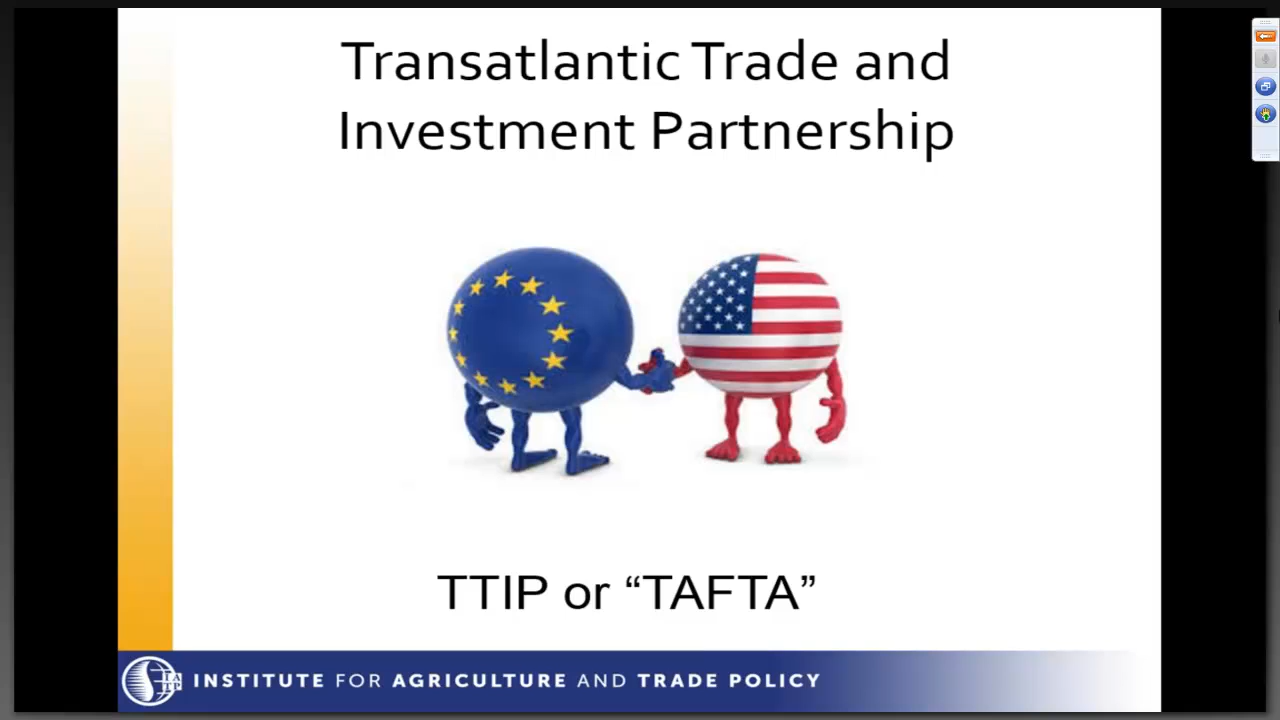 Transatlantic Trade and
Investment Partnership
TTIP or “TAFTA”
INSTITUTE FOR AGRICULTURE AND TRADE POLICY